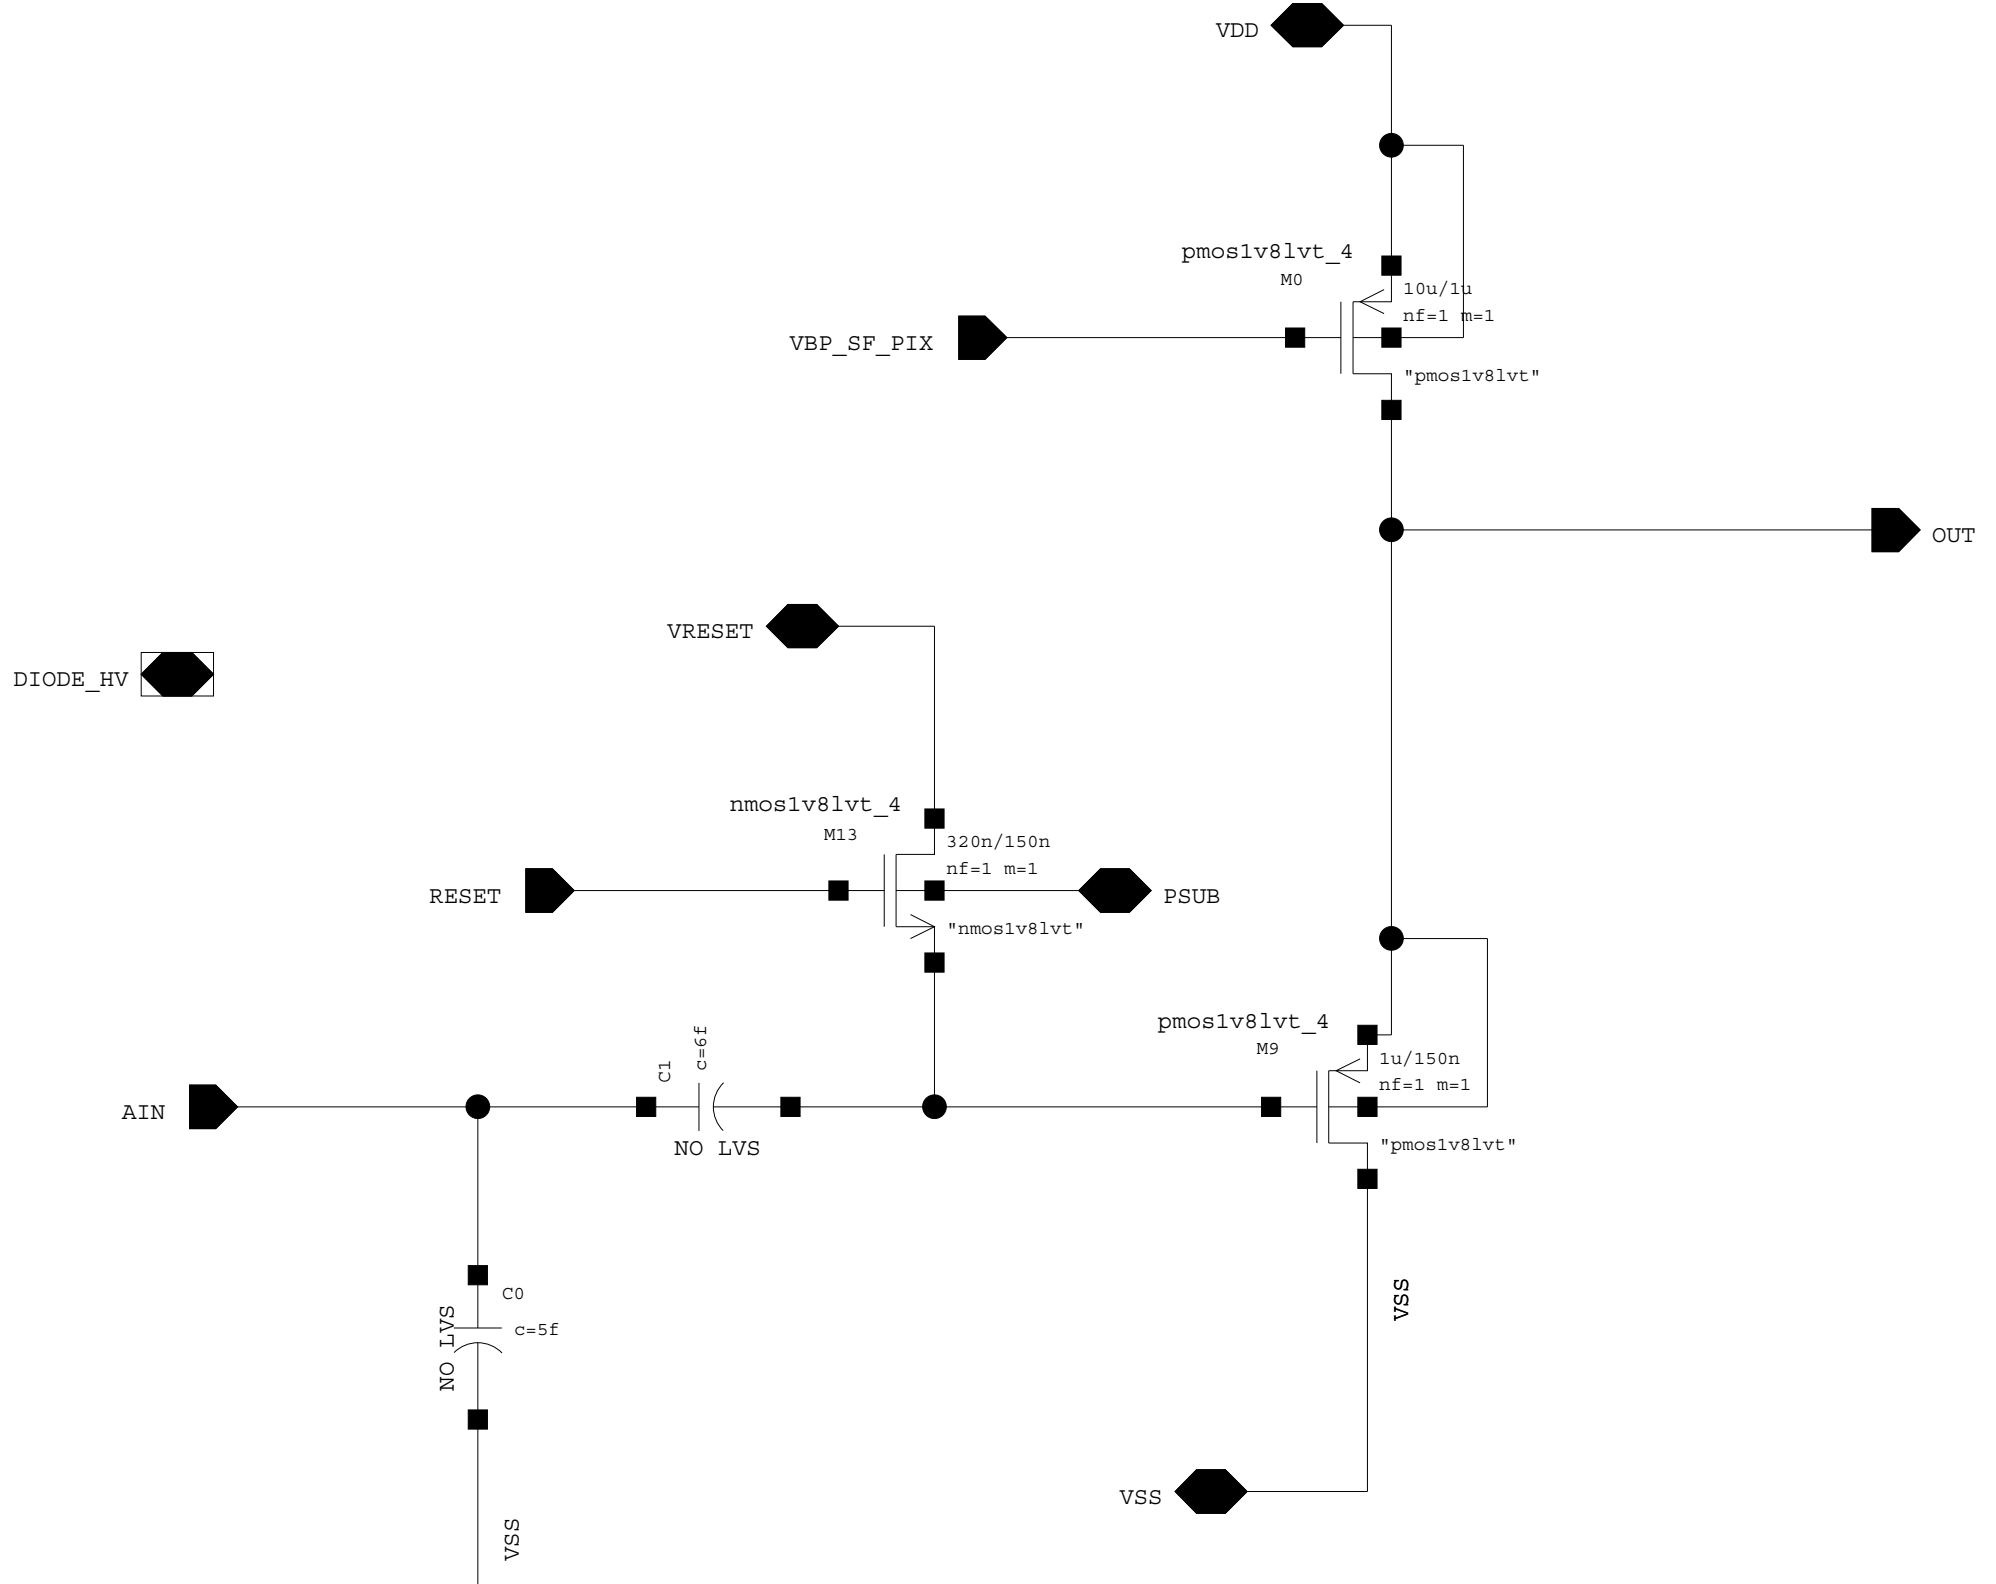 VDD
pmos1v8lvt_4
M0
10u/1u
nf=1 m=1
VBP_SF_PIX
"pmos1v8lvt"
OUT
VRESET
DIODE_HV
nmos1v8lvt_4
M13
320n/150n
nf=1 m=1
RESET
PSUB
"nmos1v8lvt"
pmos1v8lvt_4
M9
1u/150n
nf=1 m=1
C1
c=6f
AIN
NO LVS
"pmos1v8lvt"
C0
c=5f
NO LVS
VSS
VSS
VSS